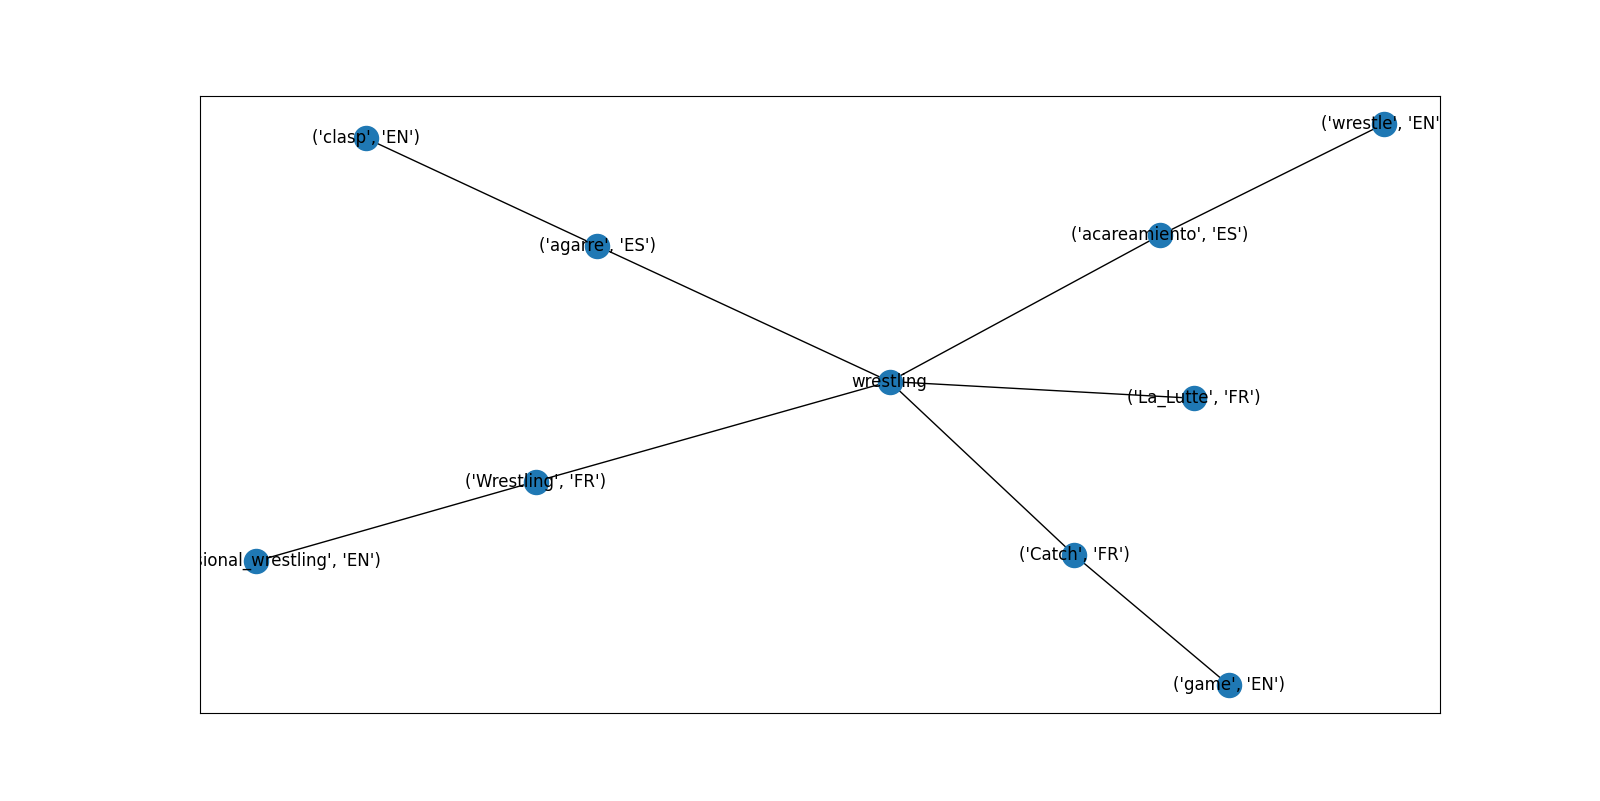 ('wrestle', 'EN'
('clasp', 'EN')
('acareamiento', 'ES')
('agarre', 'ES')
wrestling
('La_Lutte', 'FR')
('Wrestling', 'FR')
('Catch', 'FR')
sional_wrestling', 'EN')
('game', 'EN')